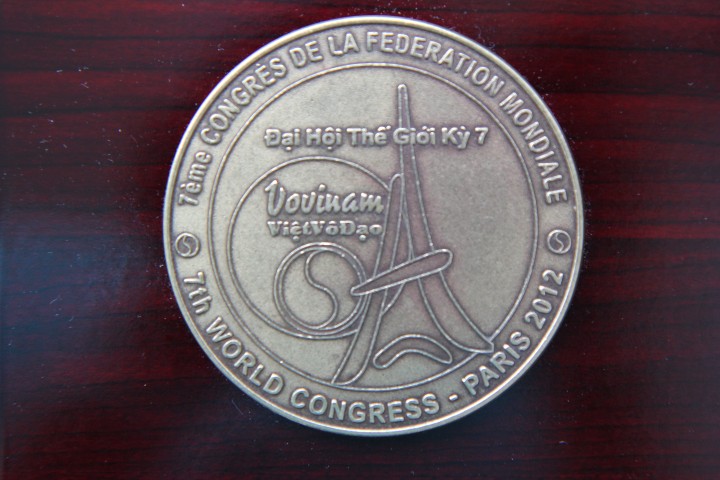 7ème CONGRÈS DE LA FEDERATION MONDIALE
Đại Hội Thế Giới Kỳ 7
Vovinam
ViệtVõĐạo
7th WORLD CONGRESS - PARIS 2012